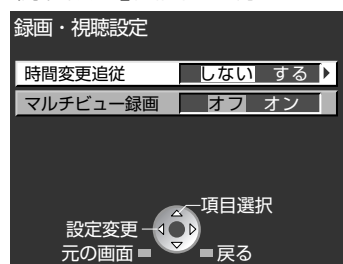 録画・視聴設定
時間変更追従 しない する
マルチビュー録画 オフ オン
項目選択
設定変更
元の画面 戻る